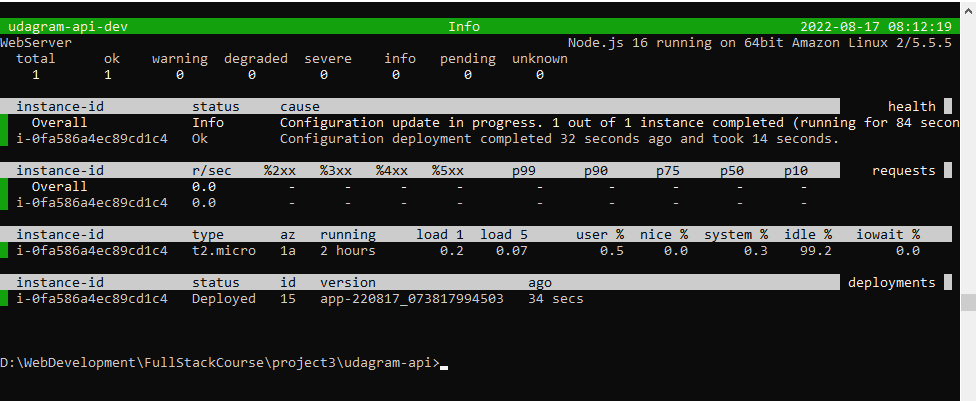 udagram-api-dev Info 2022-08-17 08:12:19
WebServer Node.js 16 running on 64bit Amazon Linux 2/5.5.5
total ok warning degraded severe info pending unknown
1 1 0 0 0 0 0 0
instance-id status cause health
Overall Info Configuration update in progress. 1 out of 1 instance completed (running for 84 secon
i-0fa586a4ec89cd1c4 Ok Configuration deployment completed 32 seconds ago and took 14 seconds.
instance-id r/sec %2xx %3xx %4xx %5xx p99 p90 p75 p50 p10 requests
Overall 0.0 - - - - - - - - -
i-0fa586a4ec89cd1c4 0.0 - - - - - - - - -
instance-id type az running load 1 load 5 user % nice % system % idle % iowait %
i-0fa586a4ec89cd1c4 t2.micro 1a 2 hours 0.2 0.07 0.5 0.0 0.3 99.2 0.0
instance-id status id version ago deployments
i-0fa586a4ec89cd1c4 Deployed 15 app-220817_073817994503 34 secs
D:\WebDevelopment\FullStackCourse\project3\udagram-api>